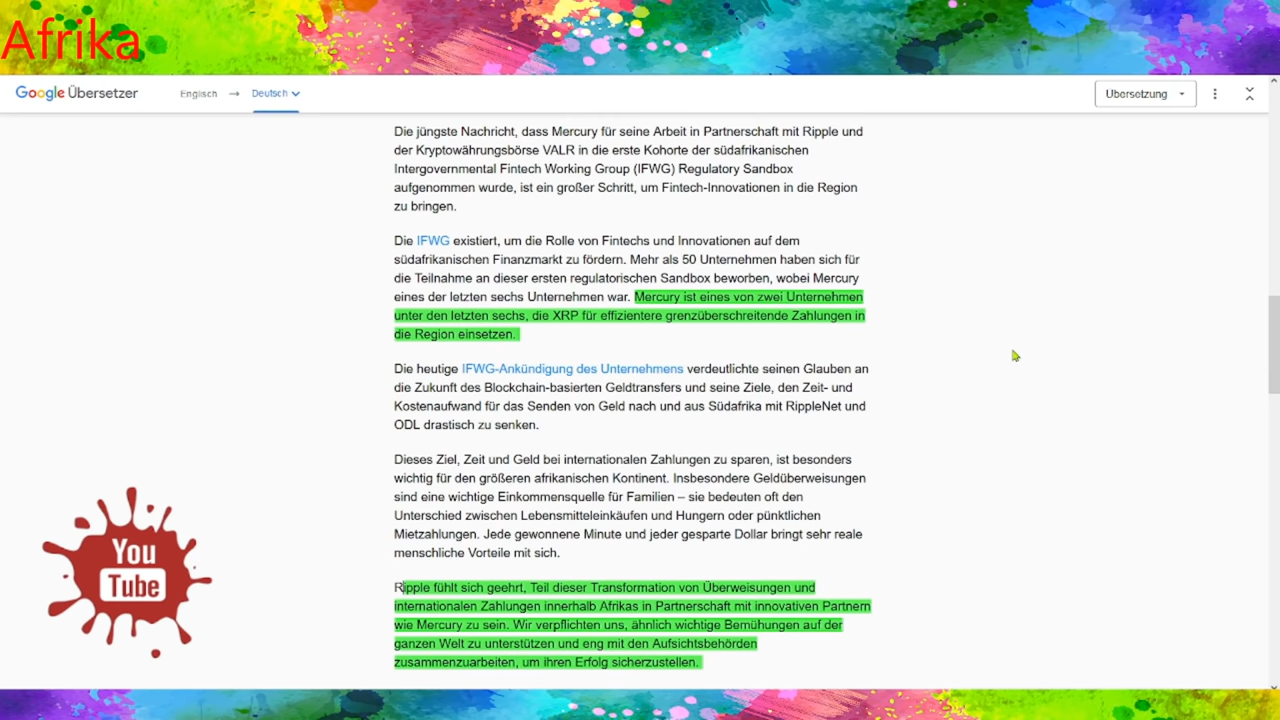 Afrika
Google Übersetzer
Englisch → Deutsch
Übersetzung
Die jüngste Nachricht, dass Mercury für seine Arbeit in Partnerschaft mit Ripple und
der Kryptowährungsbörse VALR in die erste Kohorte der südafrikanischen
Intergovernmental Fintech Working Group (IFWG) Regulatory Sandbox
aufgenommen wurde, ist ein großer Schritt, um Fintech-Innovationen in die Region
zu bringen.
Die IFWG existiert, um die Rolle von Fintechs und Innovationen auf dem
südafrikanischen Finanzmarkt zu fördern. Mehr als 50 Unternehmen haben sich für
die Teilnahme an dieser ersten regulatorischen Sandbox beworben, wobei Mercury
eines der letzten sechs Unternehmen war. Mercury ist eines von zwei Unternehmen
unter den letzten sechs, die XRP für effizientere grenzüberschreitende Zahlungen in
die Region einsetzen.
Die heutige IFWG-Ankündigung des Unternehmens verdeutlichte seinen Glauben an
die Zukunft des Blockchain-basierten Geldtransfers und seine Ziele, den Zeit- und
Kostenaufwand für das Senden von Geld nach und aus Südafrika mit RippleNet und
ODL drastisch zu senken.
Dieses Ziel, Zeit und Geld bei internationalen Zahlungen zu sparen, ist besonders
wichtig für den größeren afrikanischen Kontinent. Insbesondere Geldüberweisungen
sind eine wichtige Einkommensquelle für Familien – sie bedeuten oft den
Unterschied zwischen Lebensmitteleinkäufen und Hungern oder pünktlichen
Mietzahlungen. Jede gewonnene Minute und jeder gesparte Dollar bringt sehr reale
menschliche Vorteile mit sich.
Ripple fühlt sich geehrt, Teil dieser Transformation von Überweisungen und
internationalen Zahlungen innerhalb Afrikas in Partnerschaft mit innovativen Partnern
wie Mercury zu sein. Wir verpflichten uns, ähnlich wichtige Bemühungen auf der
ganzen Welt zu unterstützen und eng mit den Aufsichtsbehörden
zusammenzuarbeiten, um ihren Erfolg sicherzustellen.
You
Tube